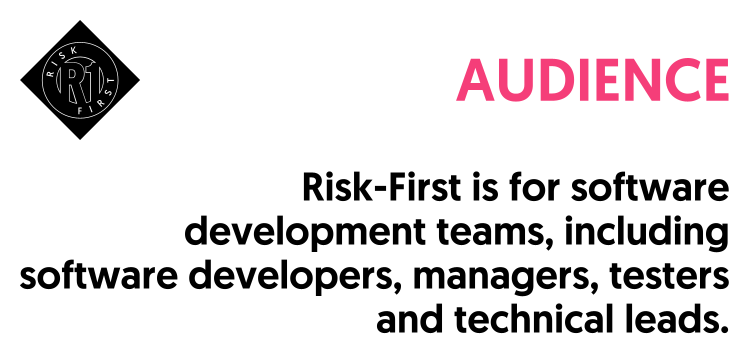 RISK
R1
FIRST
AUDIENCE
Risk-First is for software
development teams, including
software developers, managers, testers
and technical leads.